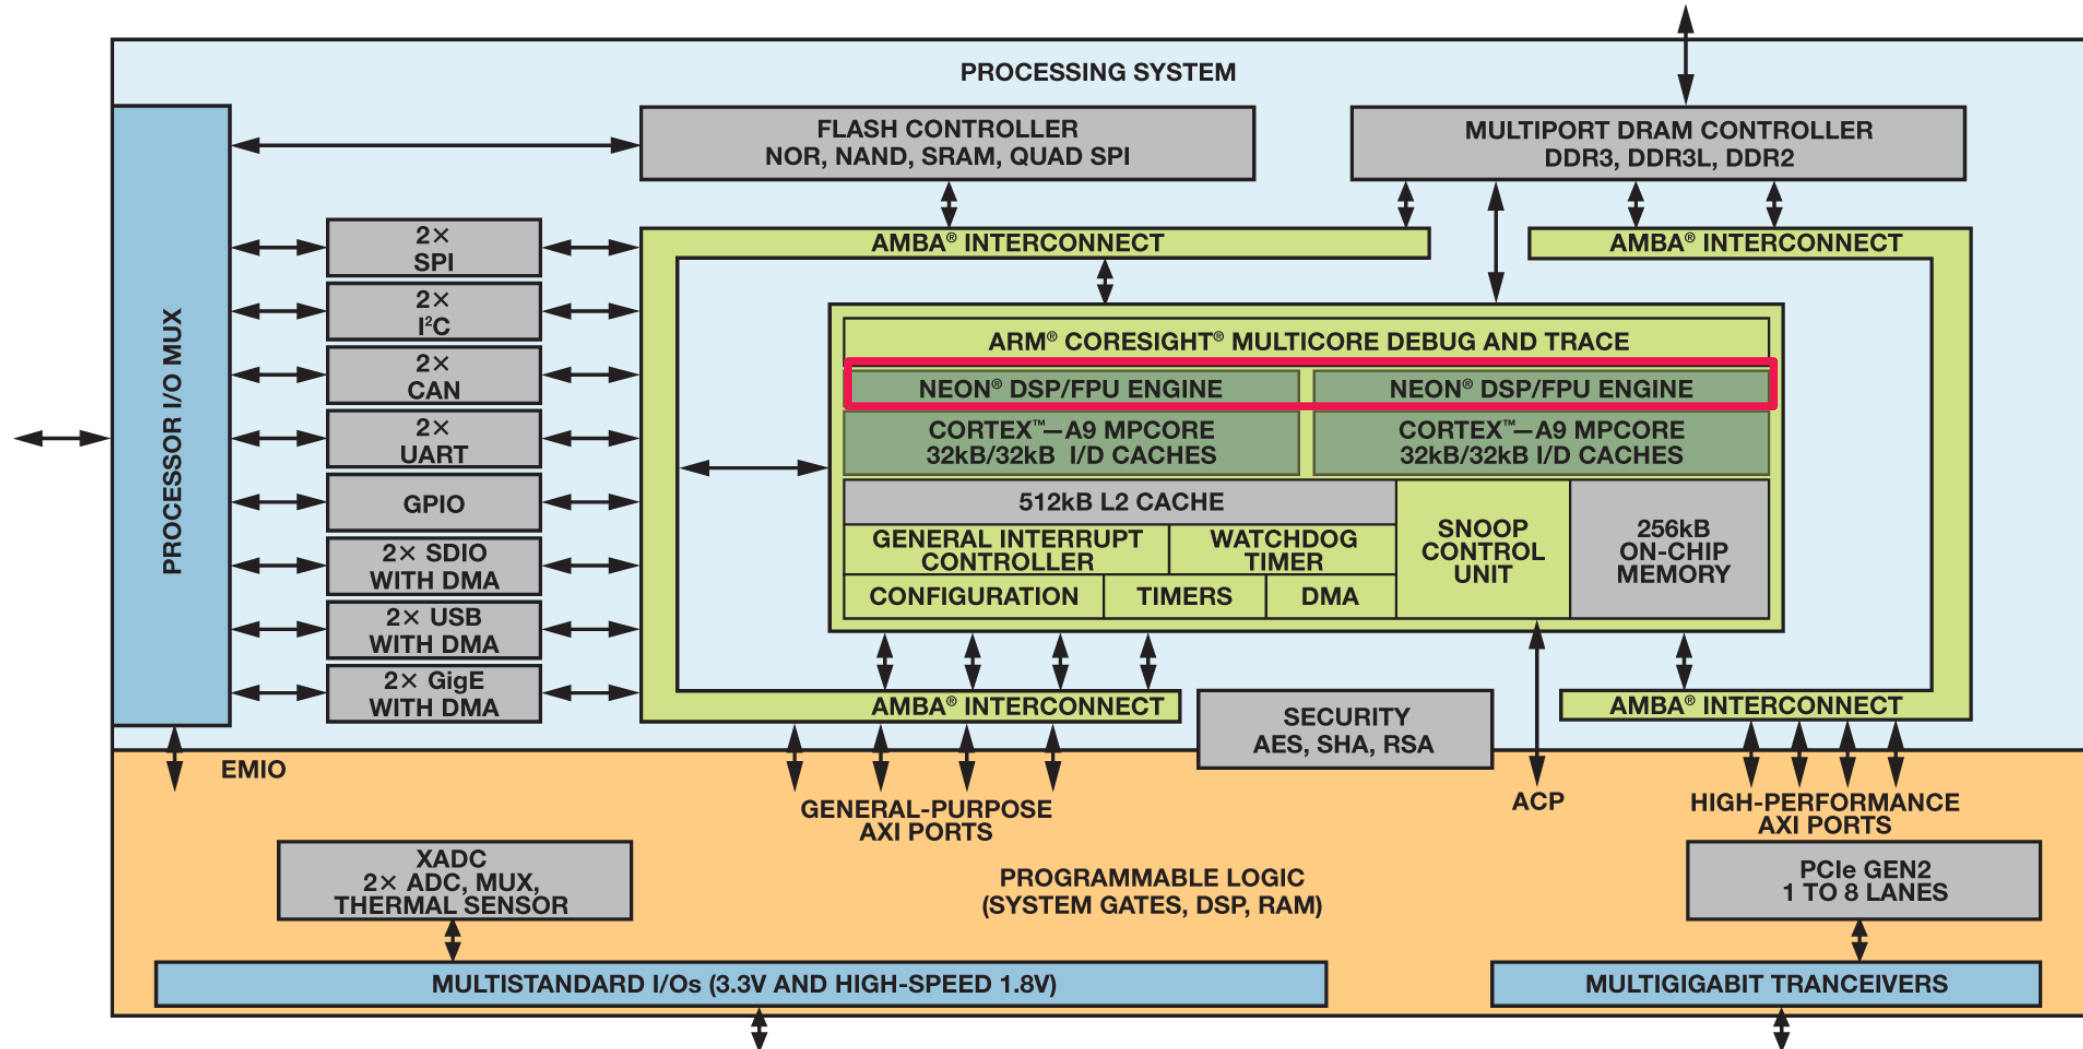 PROCESSING SYSTEM
FLASH CONTROLLER
NOR, NAND, SRAM, QUAD SPI
MULTIPORT DRAM CONTROLLER
DDR3, DDR3L, DDR2
PROCESSOR I/O MUX
2×
SPI
2×
I²C
2×
CAN
2×
UART
GPIO
2× SDIO
WITH DMA
2× USB
WITH DMA
2× GigE
WITH DMA
AMBA® INTERCONNECT
AMBA® INTERCONNECT
ARM® CORESIGHT® MULTICORE DEBUG AND TRACE
NEON® DSP/FPU ENGINE
NEON® DSP/FPU ENGINE
CORTEX™—A9 MPCORE
32kB/32kB I/D CACHES
CORTEX™—A9 MPCORE
32kB/32kB I/D CACHES
512kB L2 CACHE
GENERAL INTERRUPT
CONTROLLER
WATCHDOG
TIMER
CONFIGURATION
TIMERS
DMA
SNOOP
CONTROL
UNIT
256kB
ON-CHIP
MEMORY
AMBA® INTERCONNECT
SECURITY
AES, SHA, RSA
AMBA® INTERCONNECT
EMIO
GENERAL-PURPOSE
AXI PORTS
ACP
HIGH-PERFORMANCE
AXI PORTS
XADC
2× ADC, MUX,
THERMAL SENSOR
PROGRAMMABLE LOGIC
(SYSTEM GATES, DSP, RAM)
PCIe GEN2
1 TO 8 LANES
MULTISTANDARD I/Os (3.3V AND HIGH-SPEED 1.8V)
MULTIGIGABIT TRANCEIVERS